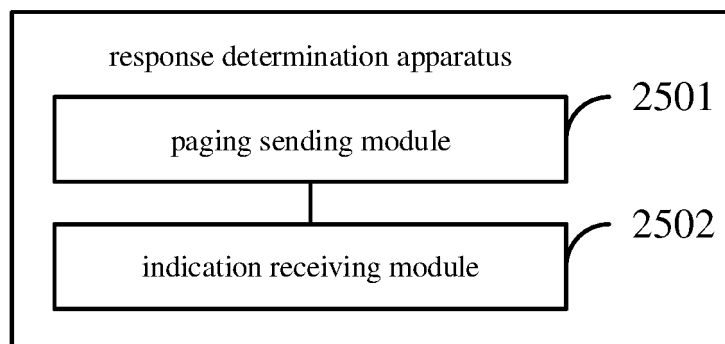 response determination apparatus
2501
paging sending module
2502
indication receiving module